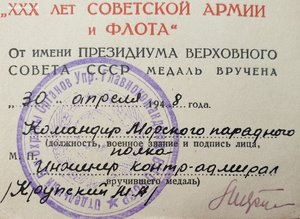 "XXX ЛЕТ СОВЕТСКОЙ АРМИИ
И ФЛОТА"
От имени ПРЕЗИДИУМА ВЕРХОВНОГО
СОВЕТА СССР МЕДАЛЬ ВРУЧЕНА
"30" апреля 1948 года.
Командир Морского парадного
(должность, военное звание и подпись лица,
М. П. полка
инженер контр-адмирал
вручившего медаль)
/Крупский М.А/